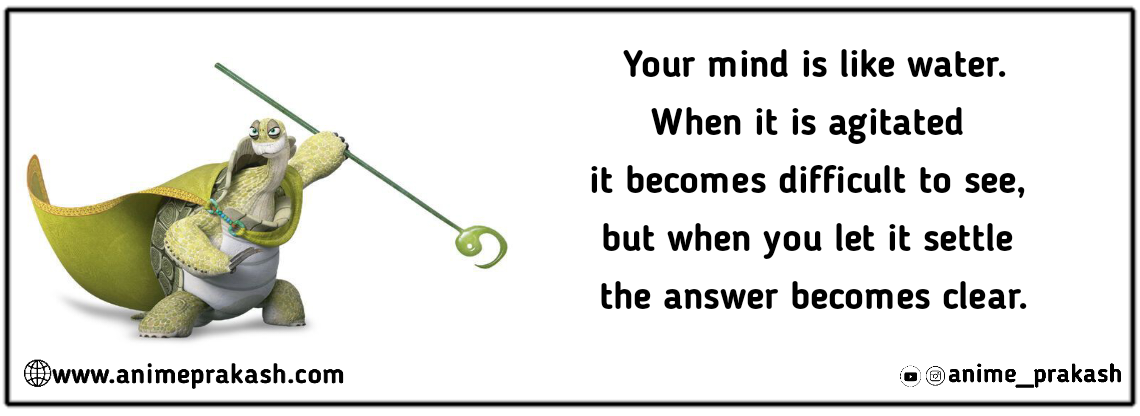 Your mind is like water.
When it is agitated
it becomes difficult to see,
but when you let it settle
the answer becomes clear.
www.animeprakash.com
anime_prakash